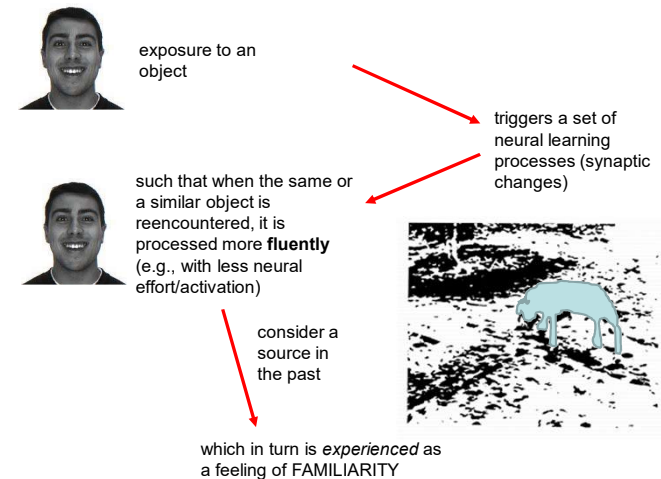 exposure to an
object
triggers a set of
neural learning
processes (synaptic
changes)
such that when the same or
a similar object is
reencountered, it is
processed more fluently
(e.g., with less neural
effort/activation)
consider a
source in
the past
which in turn is experienced as
a feeling of FAMILIARITY